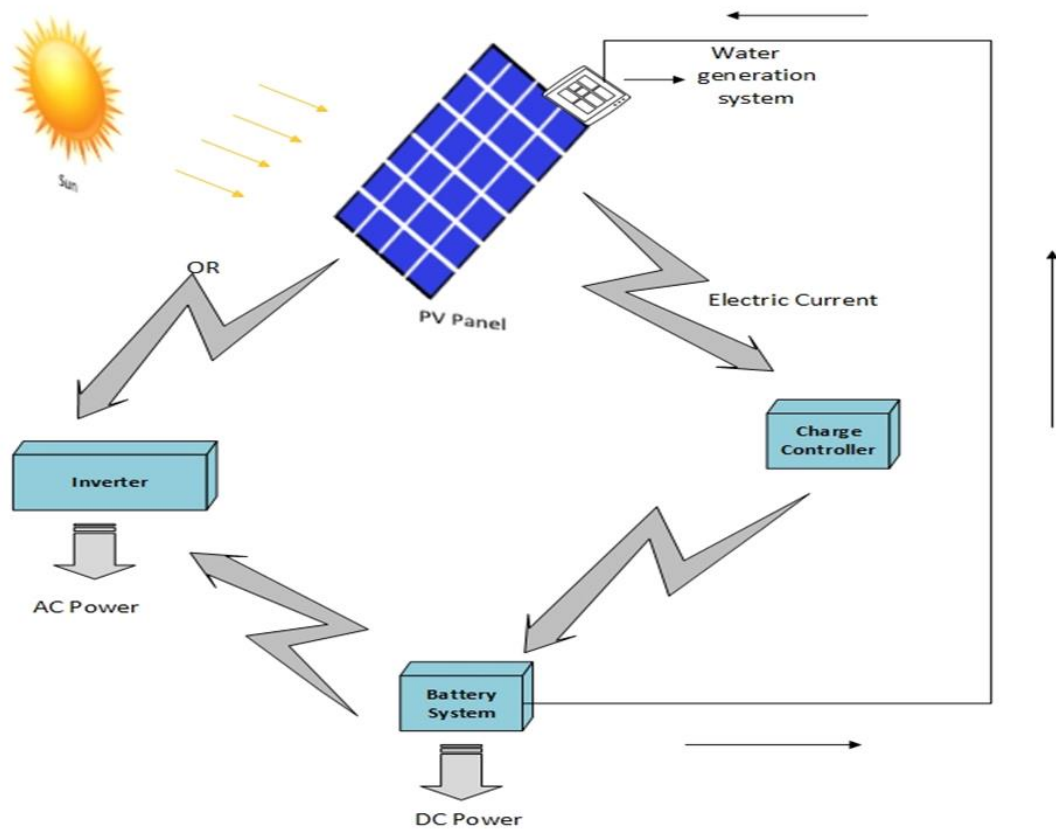 Water
generation
system
Sun
OR
PV Panel
Electric Current
Charge
Controller
Inverter
AC Power
Battery
System
DC Power